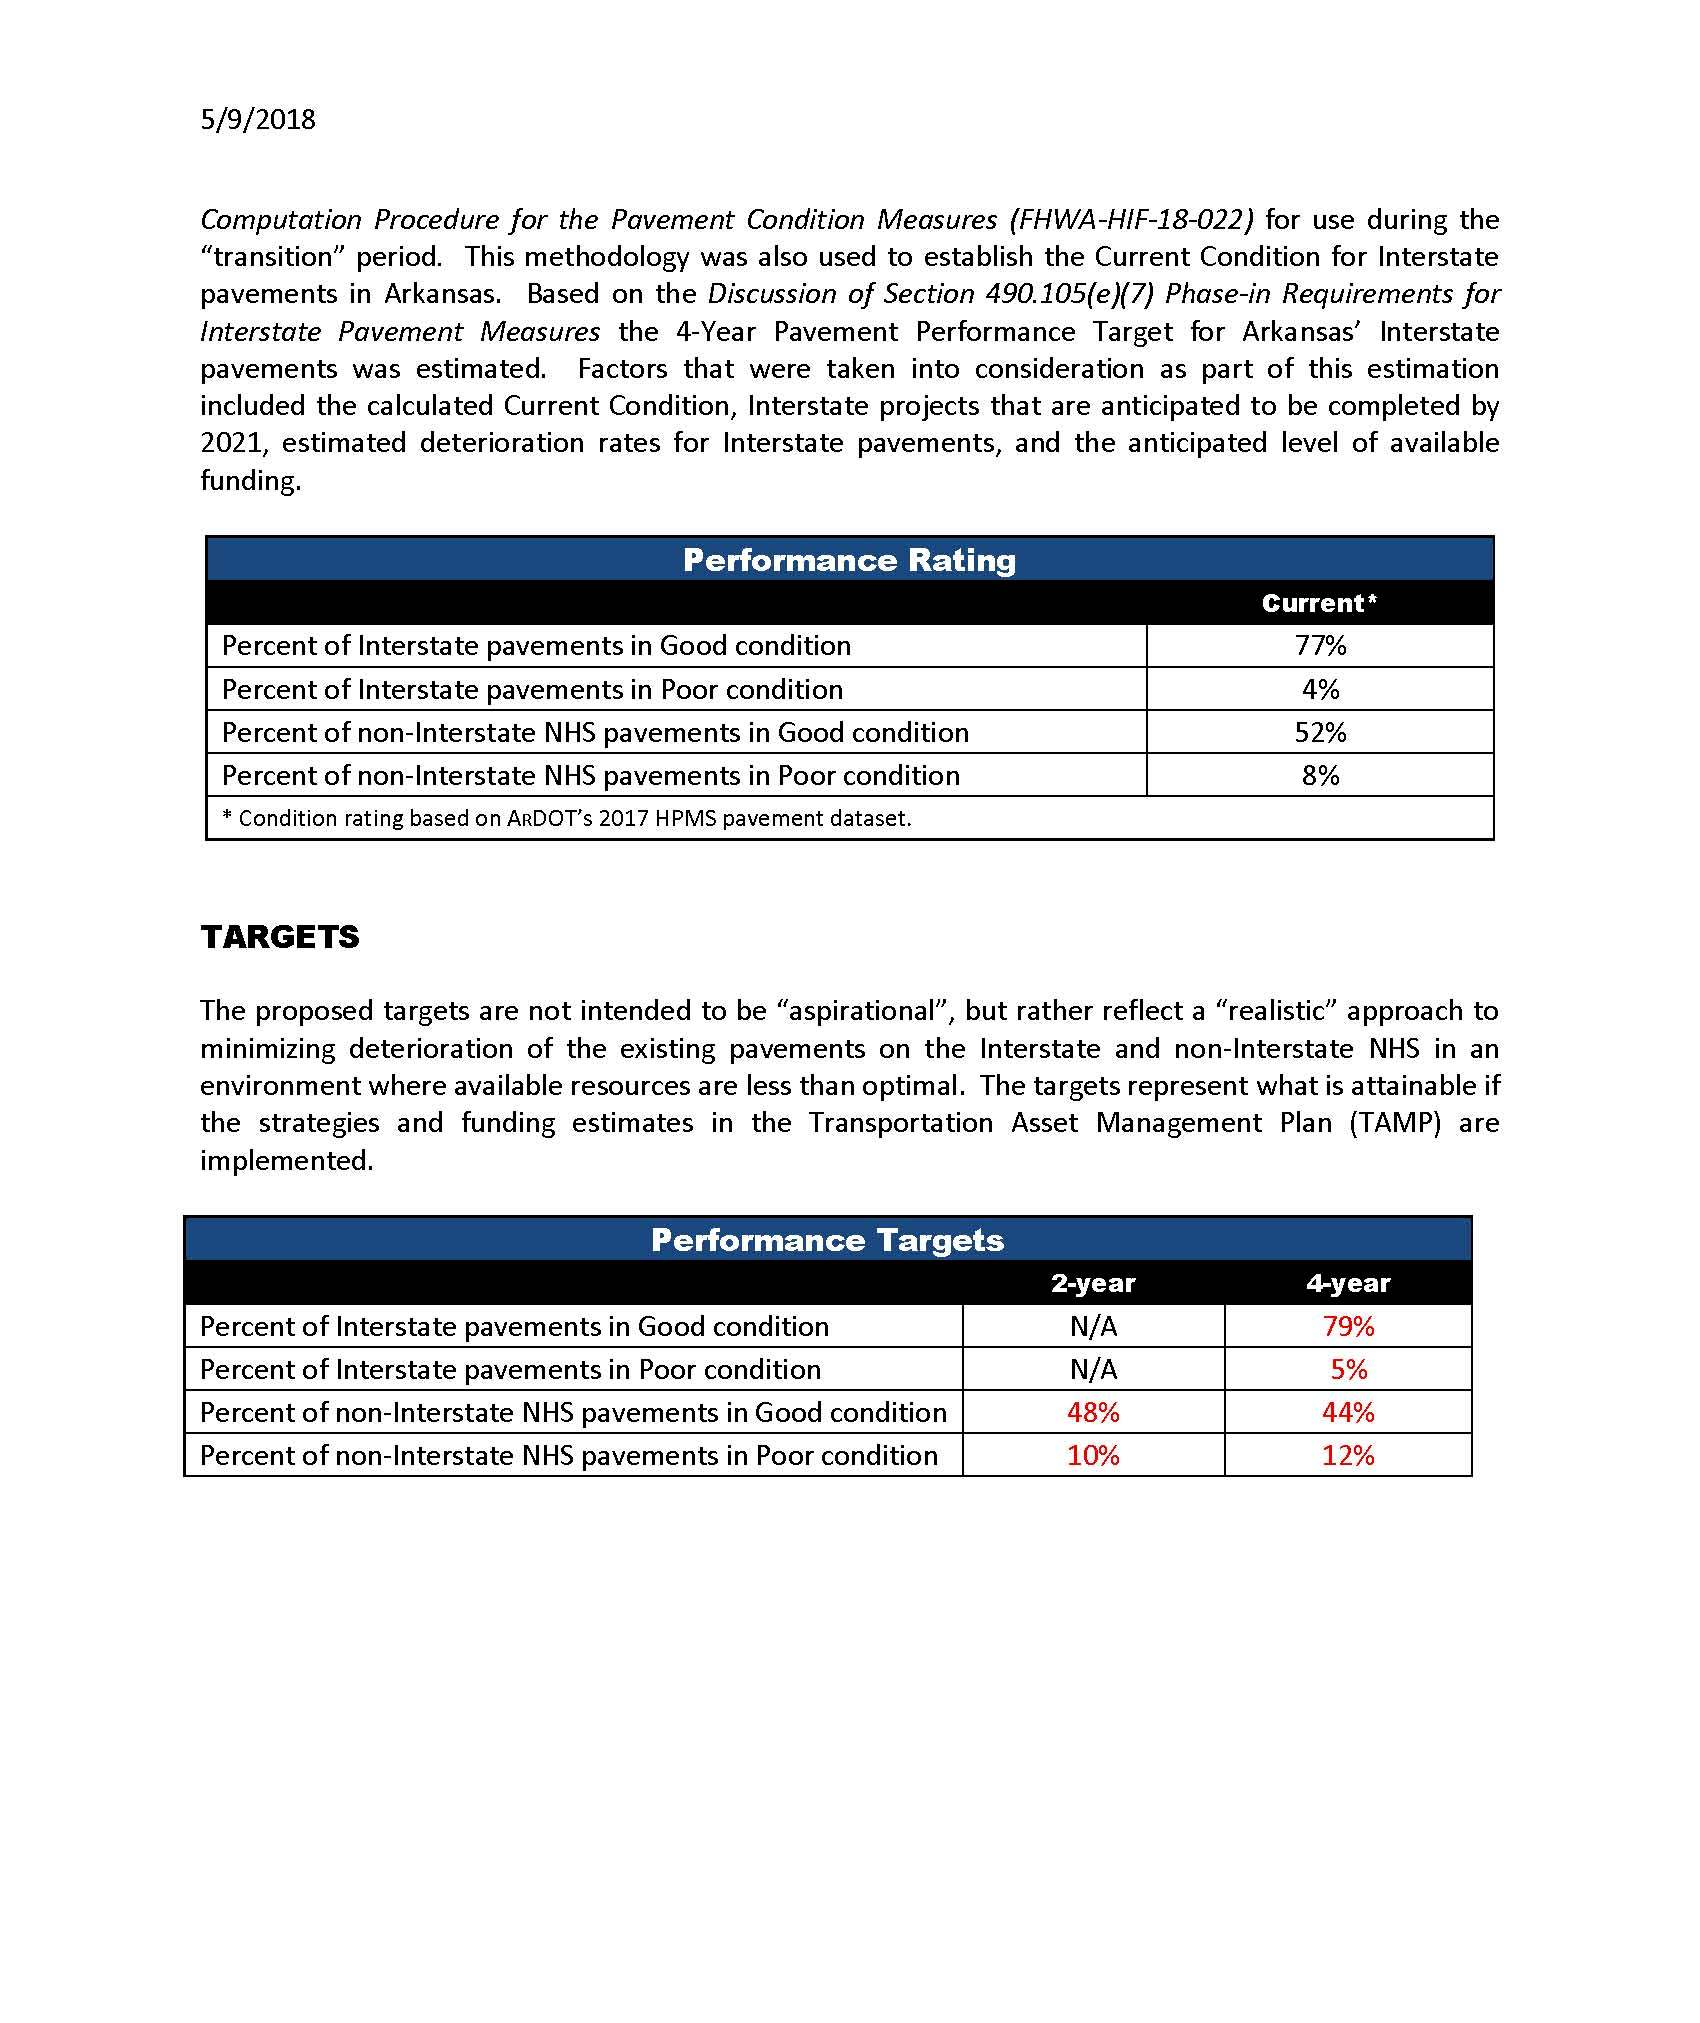 5/9/2018
Computation Procedure for the Pavement Condition Measures (FHWA-HIF-18-022) for use during the
“transition” period. This methodology was also used to establish the Current Condition for Interstate
pavements in Arkansas. Based on the Discussion of Section 490.105(e)(7) Phase-in Requirements for
Interstate Pavement Measures the 4-Year Pavement Performance Target for Arkansas’ Interstate
pavements was estimated. Factors that were taken into consideration as part of this estimation
included the calculated Current Condition, Interstate projects that are anticipated to be completed by
2021, estimated deterioration rates for Interstate pavements, and the anticipated level of available
funding.
Performance Rating
Current*
Percent of Interstate pavements in Good condition 77%
Percent of Interstate pavements in Poor condition 4%
Percent of non-Interstate NHS pavements in Good condition 52%
Percent of non-Interstate NHS pavements in Poor condition 8%
* Condition rating based on ARDOT’s 2017 HPMS pavement dataset.
TARGETS
The proposed targets are not intended to be “aspirational”, but rather reflect a “realistic” approach to
minimizing deterioration of the existing pavements on the Interstate and non-Interstate NHS in an
environment where available resources are less than optimal. The targets represent what is attainable if
the strategies and funding estimates in the Transportation Asset Management Plan (TAMP) are
implemented.
Performance Targets
2-year 4-year
Percent of Interstate pavements in Good condition N/A 79%
Percent of Interstate pavements in Poor condition N/A 5%
Percent of non-Interstate NHS pavements in Good condition 48% 44%
Percent of non-Interstate NHS pavements in Poor condition 10% 12%